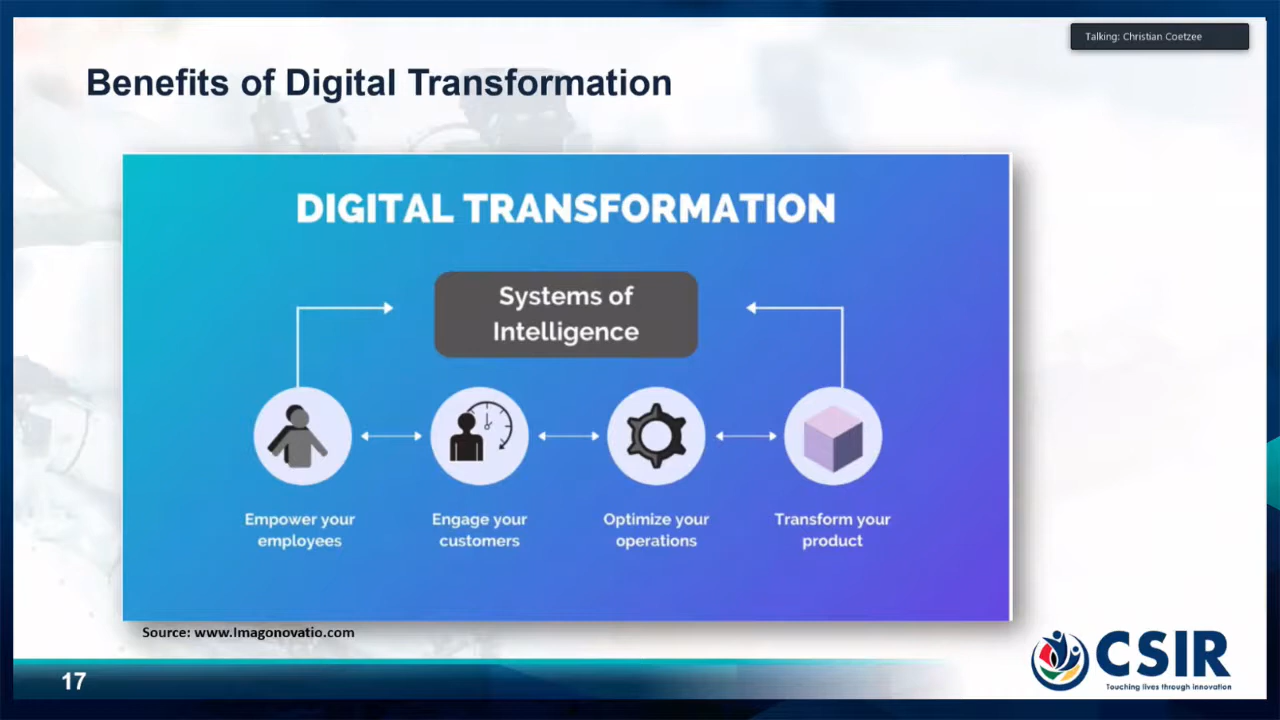 Talking: Christian Coetzee
Benefits of Digital Transformation
DIGITAL TRANSFORMATION
Systems of
Intelligence
Empower your
employees
Engage your
customers
Optimize your
operations
Transform your
product
Source: www.Imagonovatio.com
17
CSIR
Touching lives through innovation